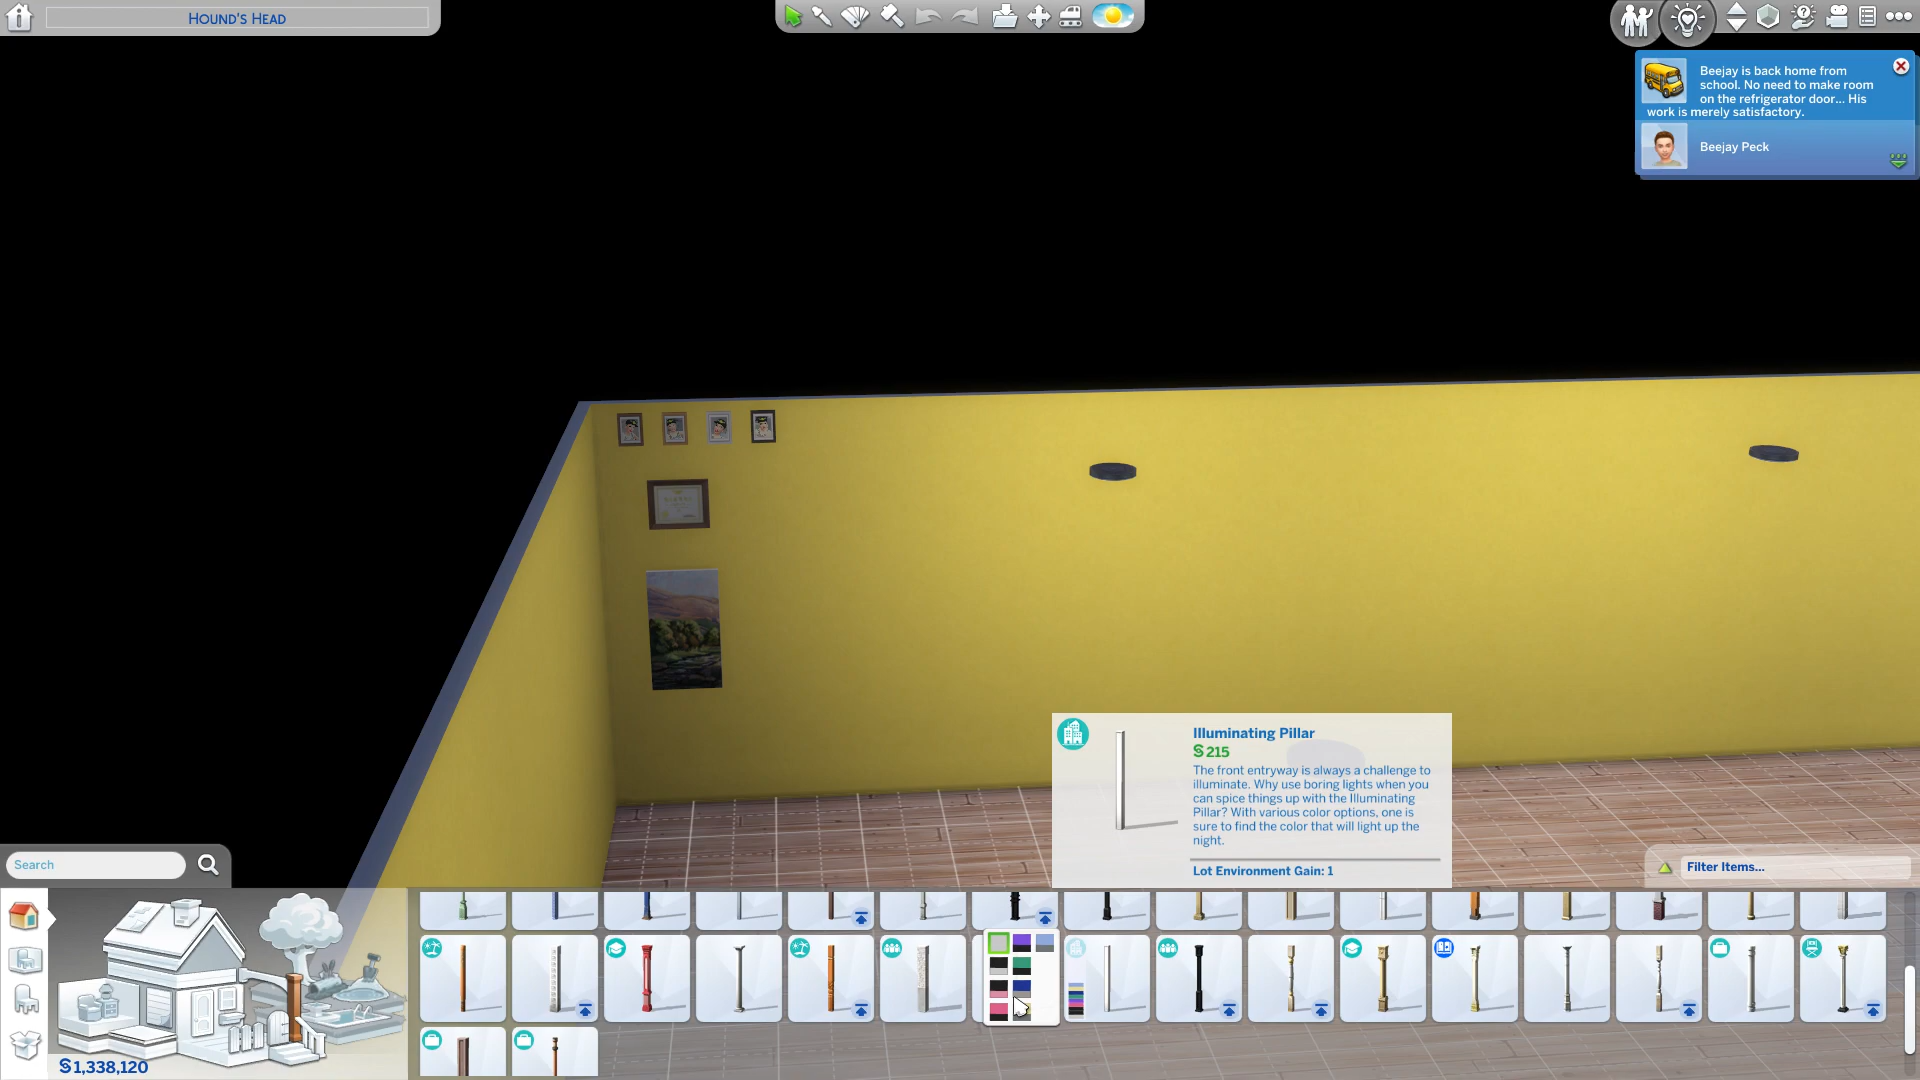 HOUND'S HEAD
Beejay is back home from
school. No need to make room
on the refrigerator door... His
work is merely satisfactory.
Beejay Peck
Illuminating Pillar
§215
The front entryway is always a challenge to
illuminate. Why use boring lights when you
can spice things up with the Illuminating
Pillar? With various color options, one is
sure to find the color that will light up the
night.
Lot Environment Gain: 1
Search
Filter Items...
§1,338,120